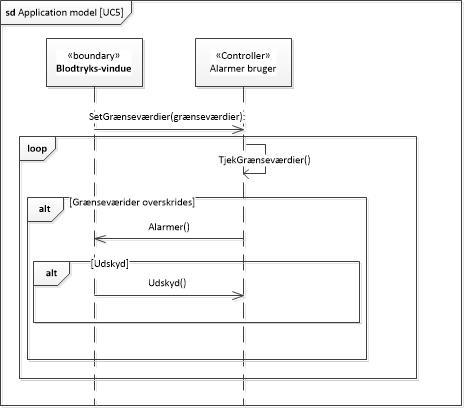 sd Application model [UC5]
«boundary»
Blodtryks-vindue
«Controller»
Alarmer bruger
SetGrænseværdier(grænseværdier)
loop
TjekGrænseværdier()
alt
[Grænseværider overskrides]
Alarmer()
alt
[Udskyd]
Udskyd()